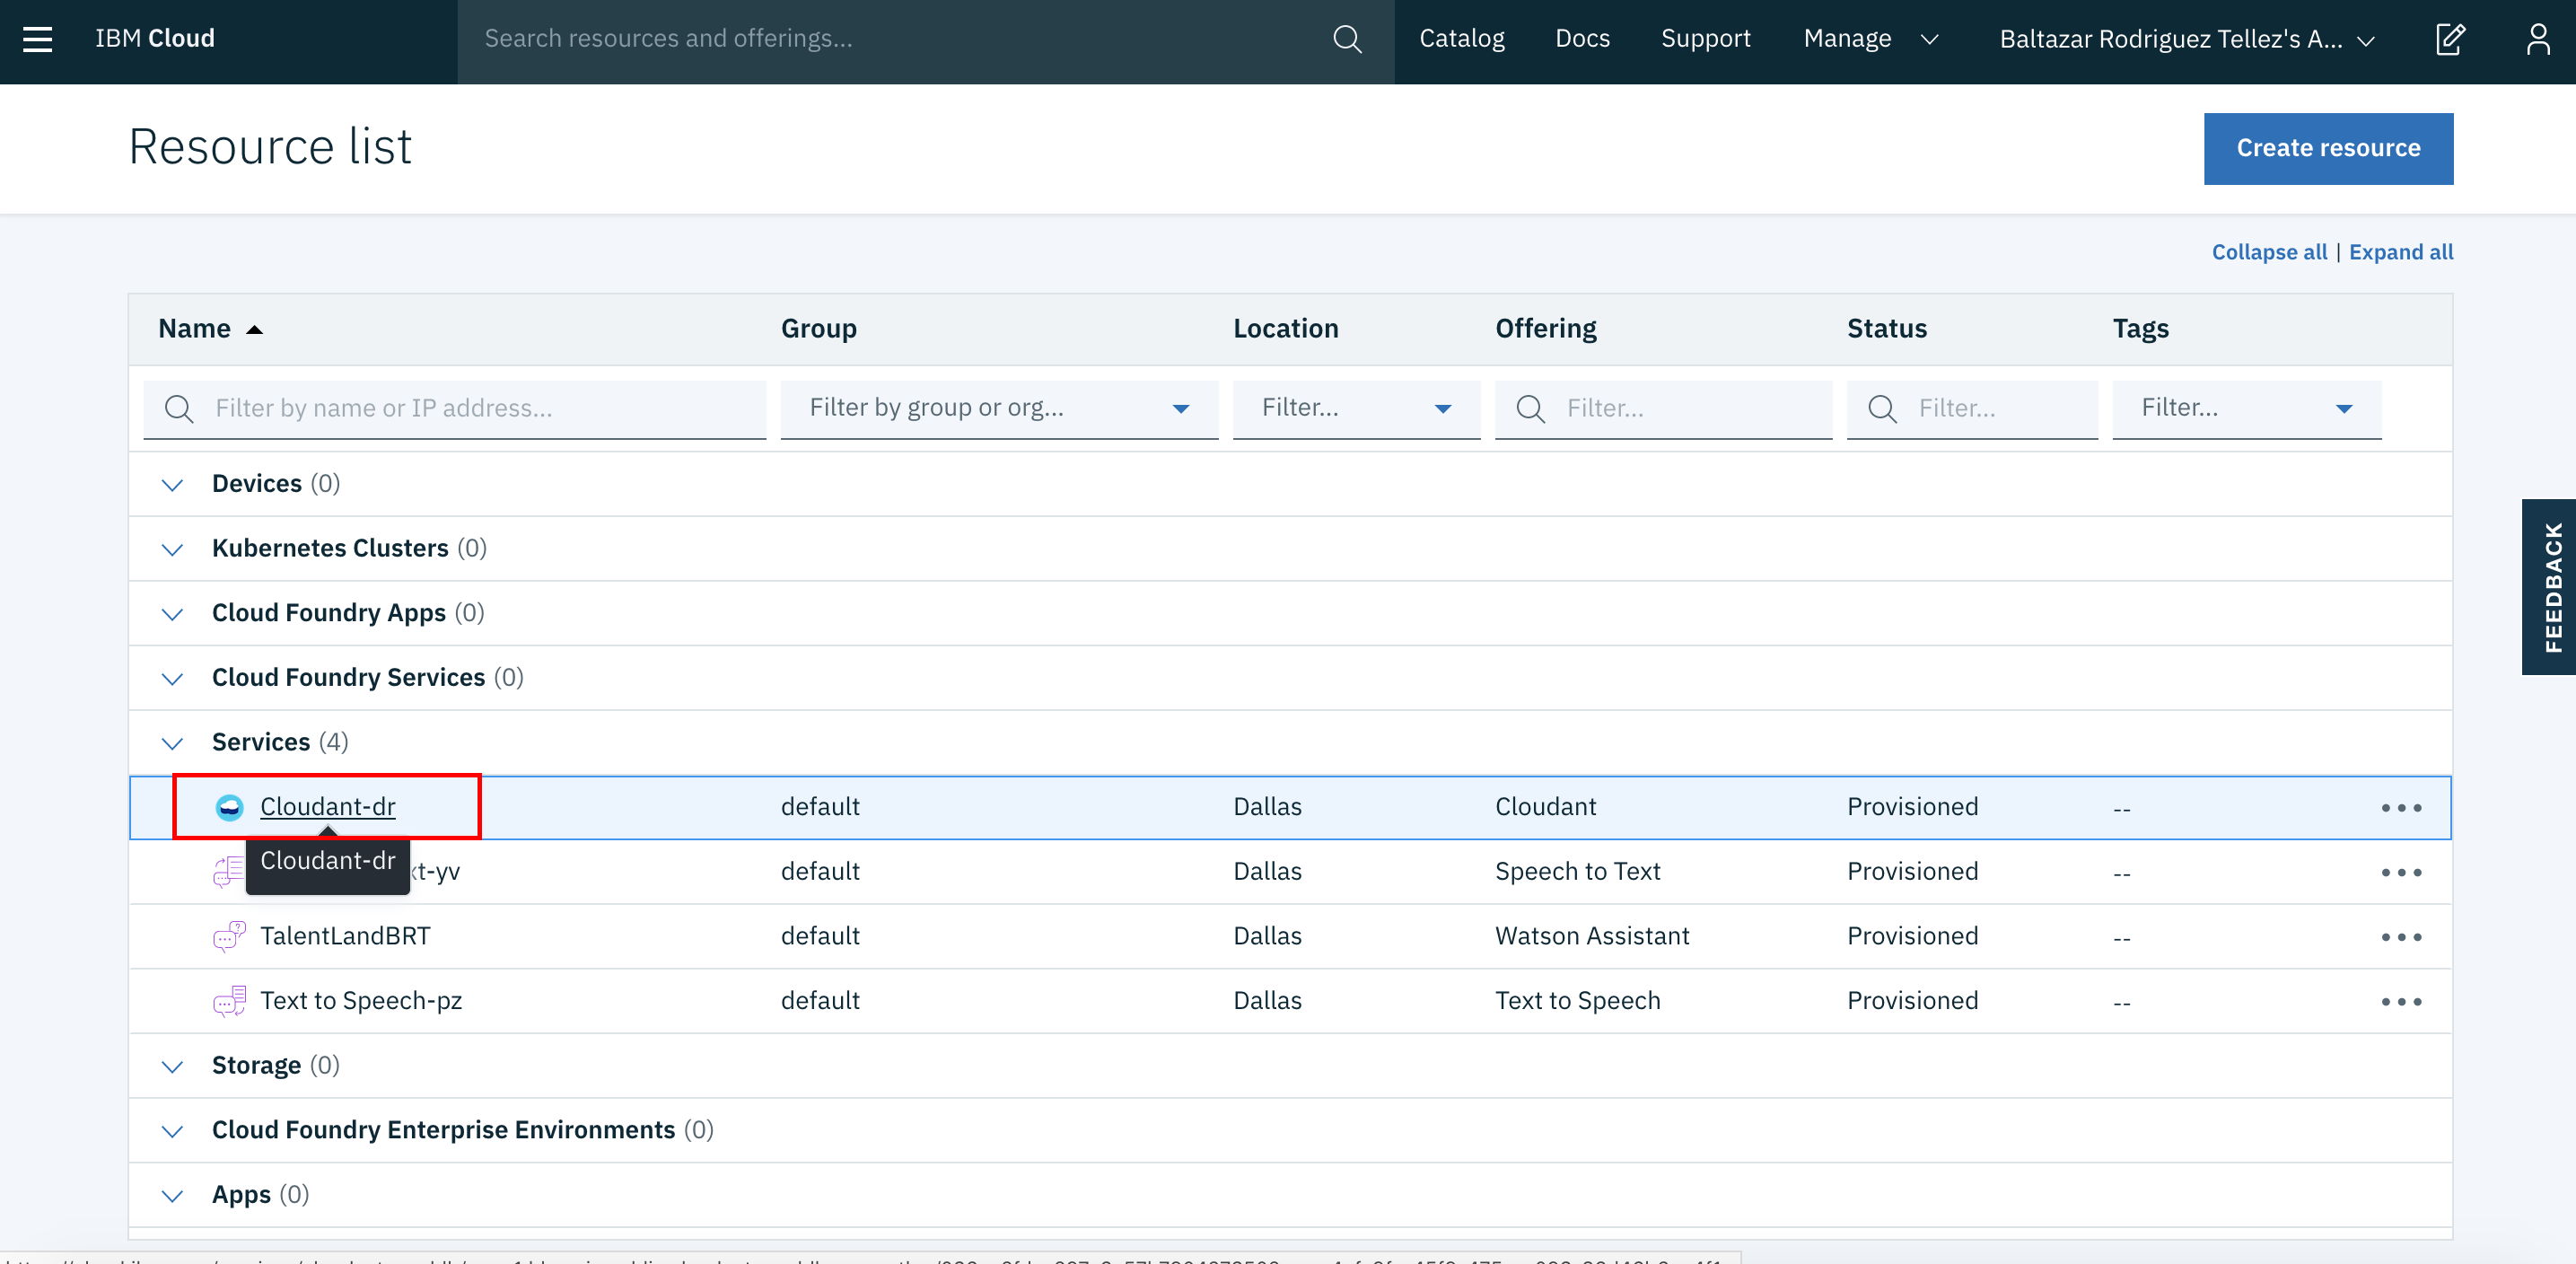 IBM Cloud
Search resources and offerings...
Catalog
Docs
Support
Manage
Baltazar Rodriguez Tellez's A...
Resource list
Create resource
Collapse all | Expand all
Name
Group
Location
Offering
Status
Tags
Filter by name or IP address...
Filter by group or org...
Filter...
Filter...
Filter...
Filter...
FEEDBACK
Devices (0)
Kubernetes Clusters (0)
Cloud Foundry Apps (0)
Cloud Foundry Services (0)
Services (4)
Cloudant-dr default Dallas Cloudant Provisioned --
Cloudant-dr
xt-yv default Dallas Speech to Text Provisioned --
TalentLandBRT default Dallas Watson Assistant Provisioned --
Text to Speech-pz default Dallas Text to Speech Provisioned --
Storage (0)
Cloud Foundry Enterprise Environments (0)
Apps (0)